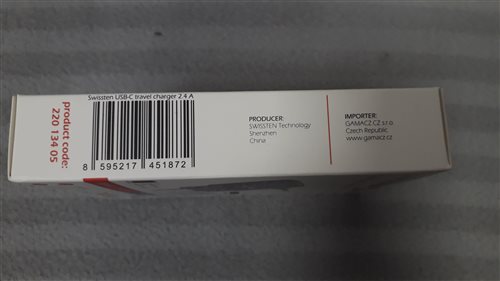 product code:
220 134 05
Swissten USB-C travel charger 2.4 A
8 595217 451872
PRODUCER:
SWISSTEN Technology
Shenzhen
China
IMPORTER:
GAMACZ.CZ s.r.o.
Czech Republic
www.gamacz.cz